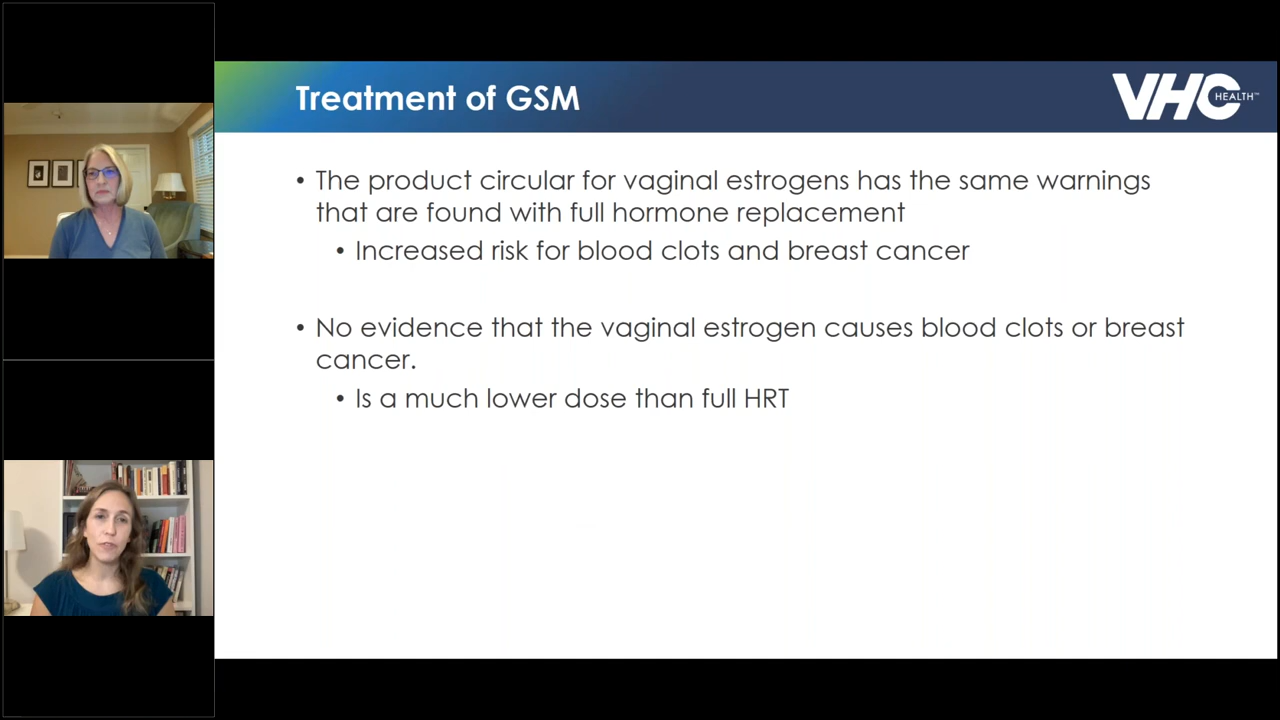 Treatment of GSM
VHC
HEALTH™
• The product circular for vaginal estrogens has the same warnings
that are found with full hormone replacement
• Increased risk for blood clots and breast cancer
• No evidence that the vaginal estrogen causes blood clots or breast
cancer.
• Is a much lower dose than full HRT